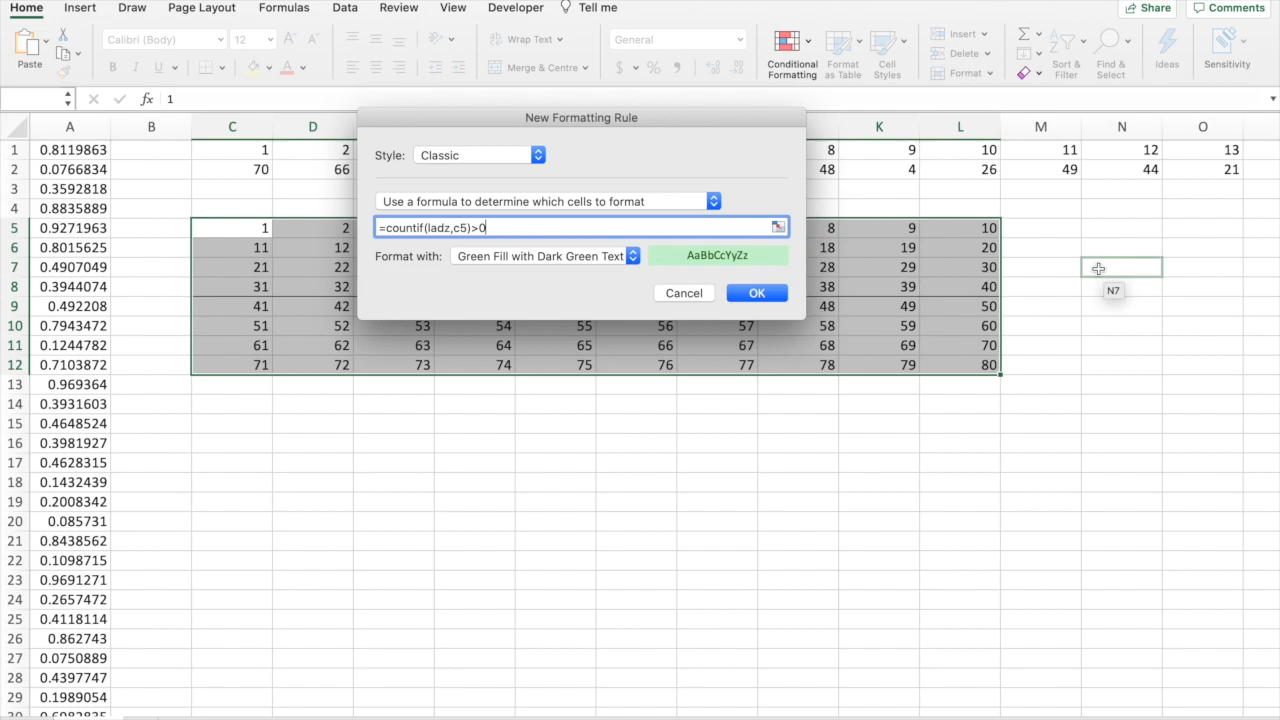 Home Insert Draw Page Layout Formulas Data Review View Developer Tell me Share Comments
Paste Calibri (Body) 12 A A Wrap Text General Insert
B I U A Merge & Centre $ % Delete
Conditional Formatting Format as Table Cell Styles Format Sort & Filter Find & Select Ideas Sensitivity
fx 1
New Formatting Rule
Style: Classic
Use a formula to determine which cells to format
=countif(ladz,c5)>0
Format with: Green Fill with Dark Green Text AaBbCcYyZz
Cancel OK
A B C D K L M N O
1 0.8119863 1 2 8 9 10 11 12 13
2 0.0766834 70 66 48 4 26 49 44 21
3 0.3592818
4 0.8835889
5 0.9271963 1 2 8 9 10
6 0.8015625 11 12 18 19 20
7 0.4907049 21 22 28 29 30
8 0.3944074 31 32 38 39 40 N7
9 0.492208 41 42 48 49 50
10 0.7943472 51 52 53 54 55 56 57 58 59 60
11 0.1244782 61 62 63 64 65 66 67 68 69 70
12 0.7103872 71 72 73 74 75 76 77 78 79 80
13 0.969364
14 0.3931603
15 0.4648524
16 0.3981927
17 0.4628315
18 0.1432439
19 0.2008342
20 0.085731
21 0.8438562
22 0.1098715
23 0.9691271
24 0.2657472
25 0.4118114
26 0.862743
27 0.0750889
28 0.4397747
29 0.1989054